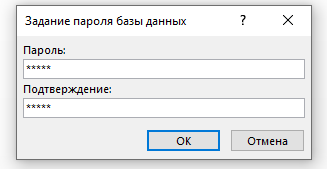 Задание пароля базы данных ? ×
Пароль:
*****
Подтверждение:
*****
ОК Отмена